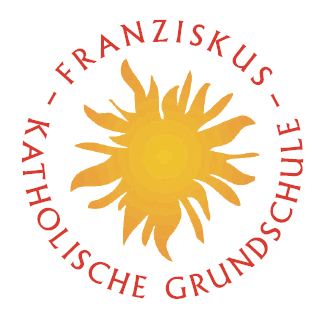 – FRANZISKUS –
KATHOLISCHE GRUNDSCHULE